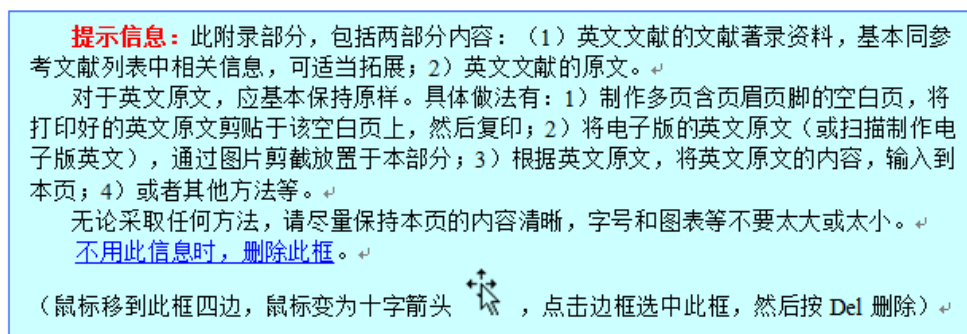 提示信息：此附录部分，包括两部分内容：（1）英文文献的文献著录资料，基本同参
考文献列表中相关信息，可适当拓展；2）英文文献的原文。
对于英文原文，应基本保持原样。具体做法有：1）制作多页含页眉页脚的空白页，将
打印好的英文原文剪贴于该空白页上，然后复印；2）将电子版的英文原文（或扫描制作电
子版英文），通过图片剪截放置于本部分；3）根据英文原文，将英文原文的内容，输入到
本页；4）或者其他方法等。
无论采取任何方法，请尽量保持本页的内容清晰，字号和图表等不要太大或太小。
不用此信息时，删除此框。
（鼠标移到此框四边，鼠标变为十字箭头 ，点击边框选中此框，然后按 Del 删除）